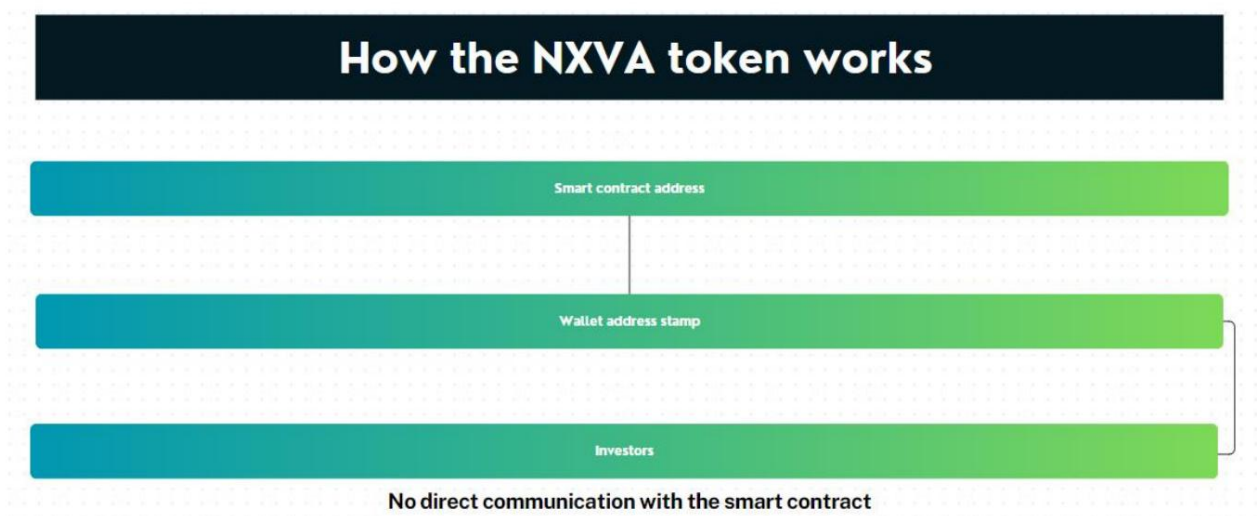 How the NXVA token works
Smart contract address
Wallet address stamp
Investors
No direct communication with the smart contract